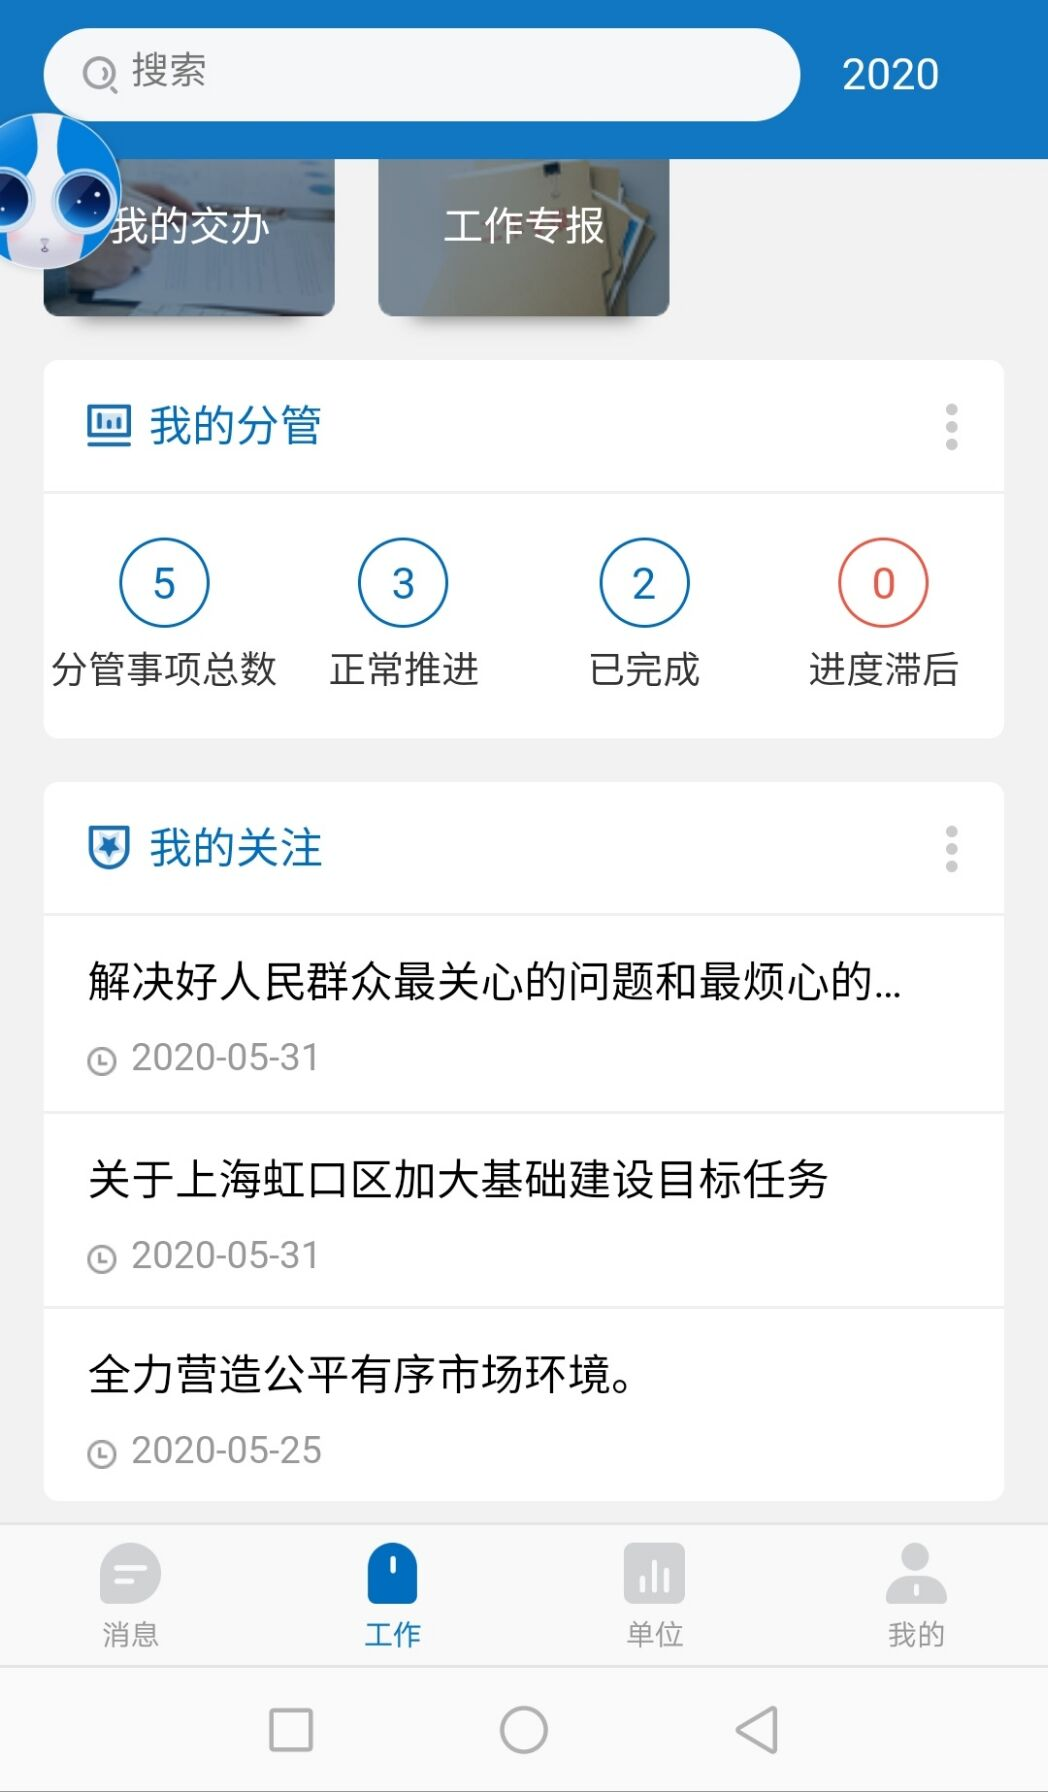 搜索
2020
我的交办
工作专报
我的分管
5
3
2
0
分管事项总数
正常推进
已完成
进度滞后
我的关注
解决好人民群众最关心的问题和最烦心的...
2020-05-31
关于上海虹口区加大基础建设目标任务
2020-05-31
全力营造公平有序市场环境。
2020-05-25
消息
工作
单位
我的